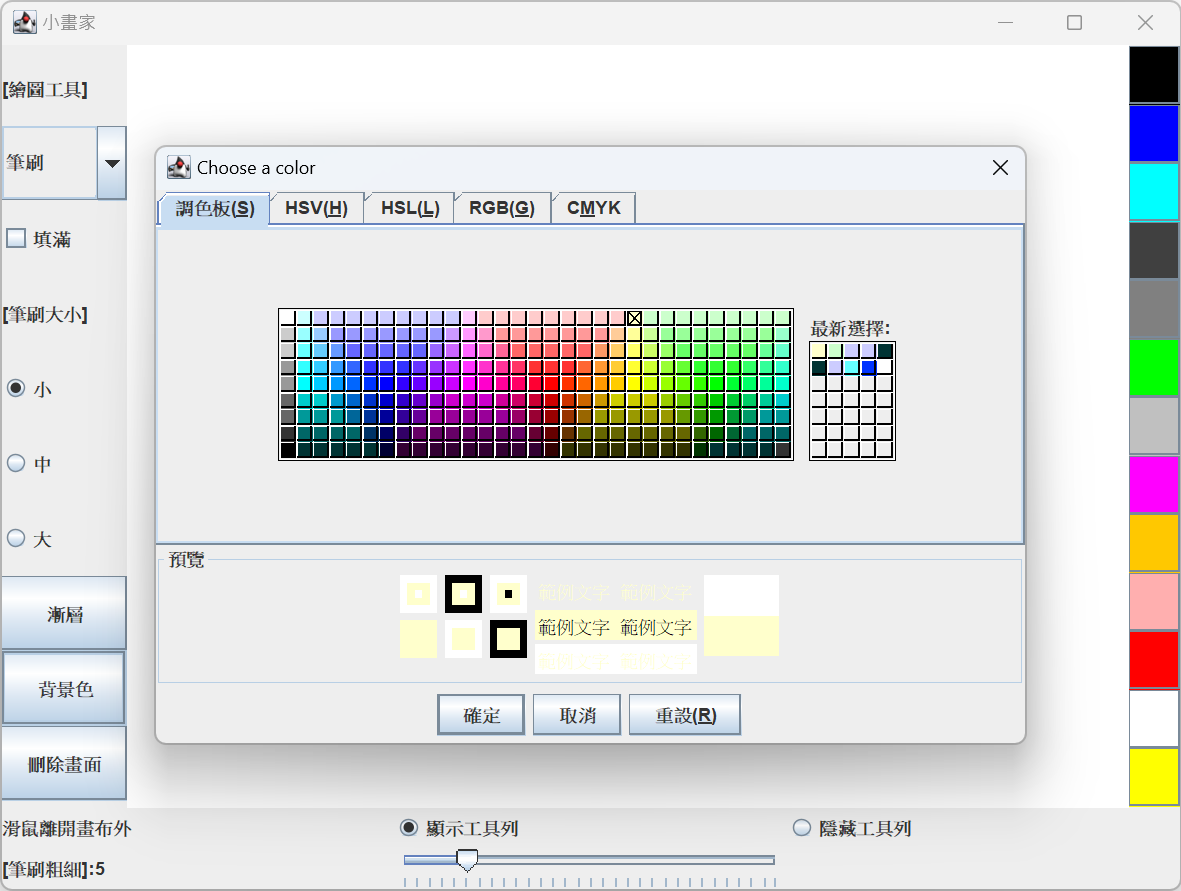 小畫家
[繪圖工具]
筆刷
填滿
[筆刷大小]
小
中
大
漸層
背景色
刪除畫面
Choose a color
調色板(S) HSV(H) HSL(L) RGB(G) CMYK
最新選擇:
預覽
範例文字 範例文字
範例文字 範例文字
範例文字 範例文字
確定 取消 重設(R)
滑鼠離開畫布外 顯示工具列 隱藏工具列
[筆刷粗細]:5